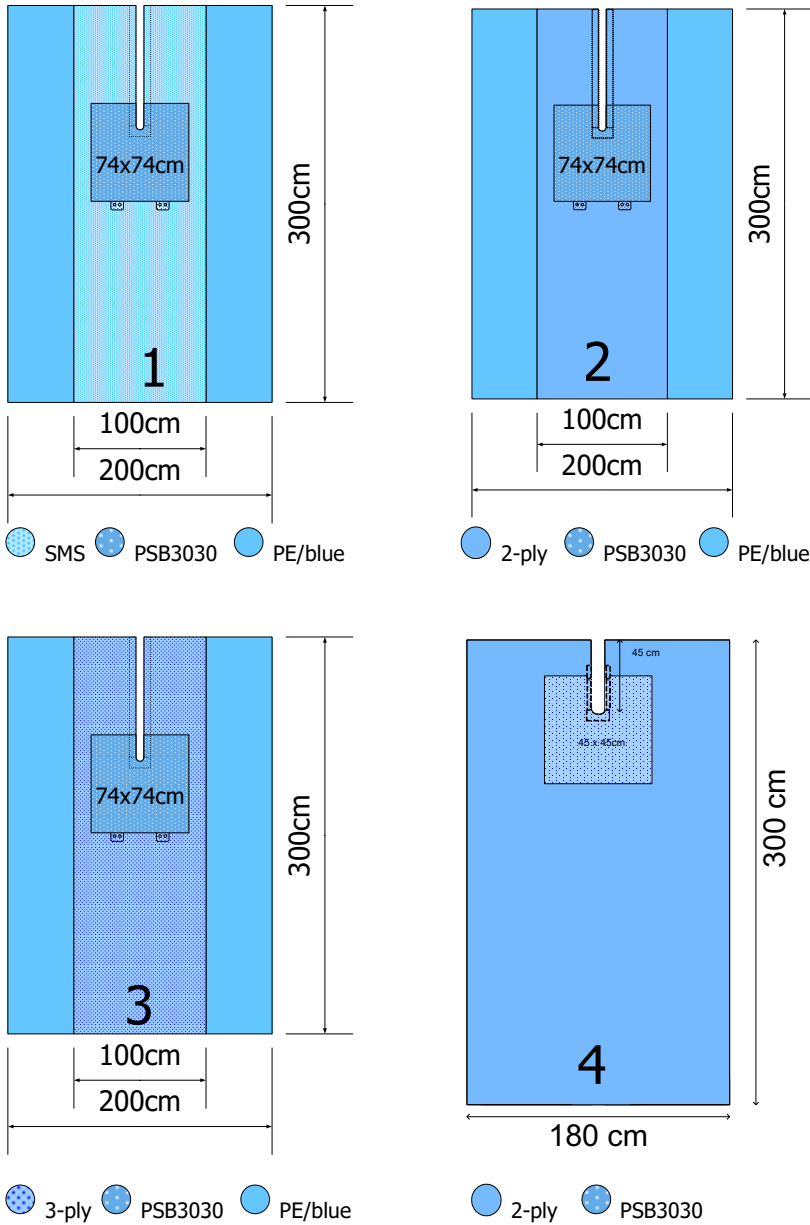 74x74cm
300cm
1
100cm
200cm
SMS PSB3030 PE/blue
74x74cm
300cm
2
100cm
200cm
2-ply PSB3030 PE/blue
74x74cm
300cm
3
100cm
200cm
3-ply PSB3030 PE/blue
45 cm
45 x 45cm
300 cm
4
180 cm
2-ply PSB3030